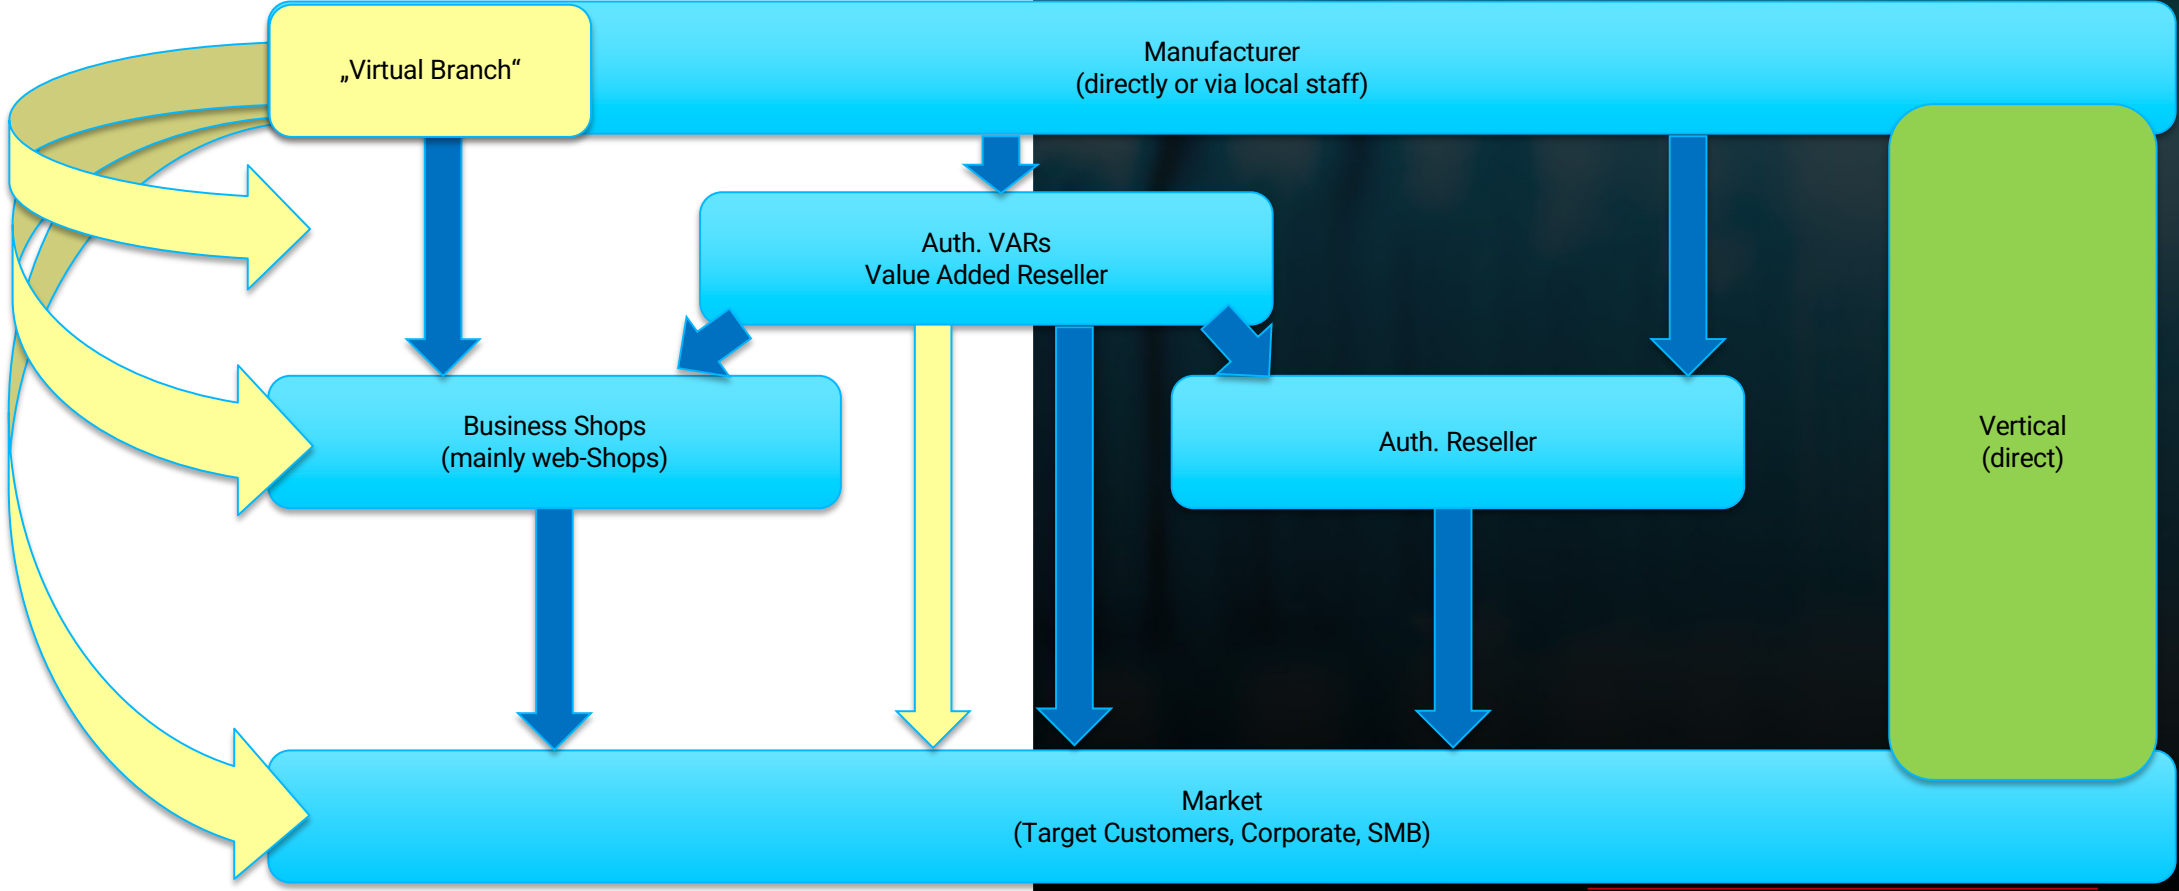 „Virtual Branch“
Manufacturer
(directly or via local staff)
Auth. VARs
Value Added Reseller
Business Shops
(mainly web-Shops)
Auth. Reseller
Vertical
(direct)
Market
(Target Customers, Corporate, SMB)